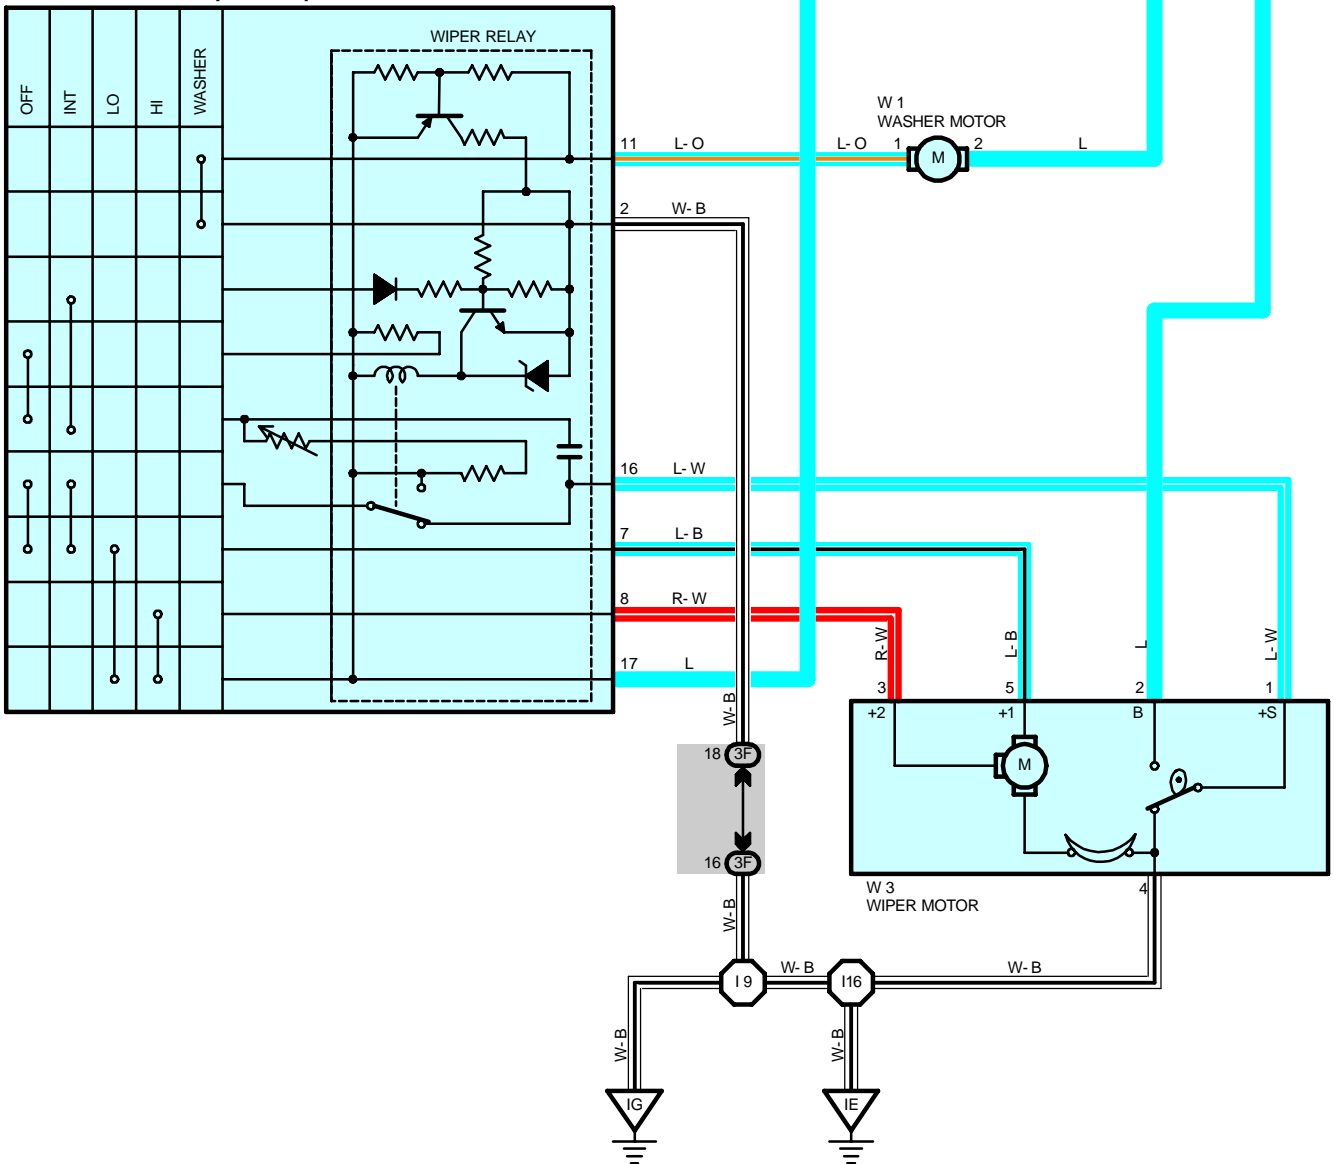 WIPER RELAY
OFF
INT
LO
HI
WASHER
W 1
WASHER MOTOR
11 L-O L-O 1 M 2 L
2 W-B
16 L-W
7 L-B
8 R-W
17 L
R-W L-B L L-W
3 5 2 1
+2 +1 B +S
M
W-B
18 3F
16 3F
W 3
WIPER MOTOR
4
W-B
I 9 W-B I16 W-B
W-B W-B
IG IE